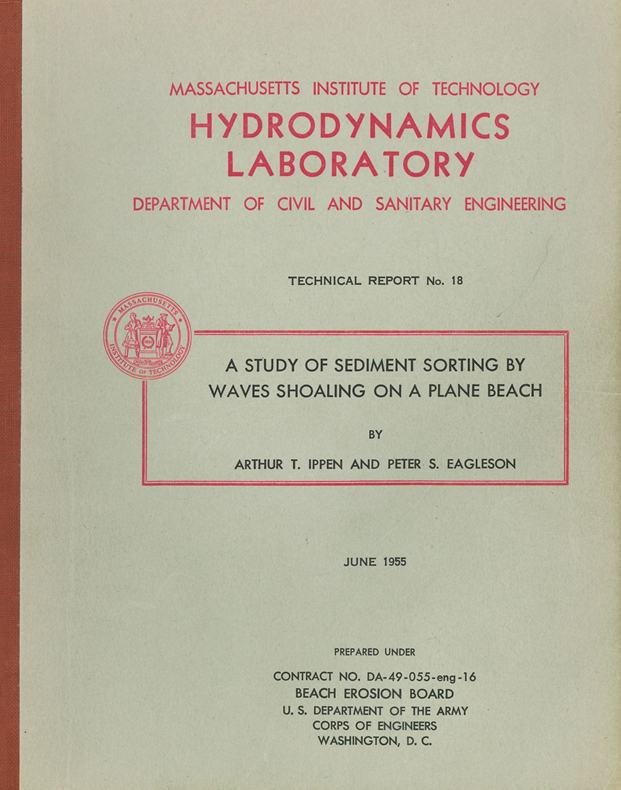 MASSACHUSETTS INSTITUTE OF TECHNOLOGY
HYDRODYNAMICS
LABORATORY
DEPARTMENT OF CIVIL AND SANITARY ENGINEERING
TECHNICAL REPORT No. 18
MASSACHUSETTS
INSTITUTE OF TECHNOLOGY
A STUDY OF SEDIMENT SORTING BY
WAVES SHOALING ON A PLANE BEACH
BY
ARTHUR T. IPPEN AND PETER S. EAGLESON
JUNE 1955
PREPARED UNDER
CONTRACT NO. DA-49-055-eng-16
BEACH EROSION BOARD
U. S. DEPARTMENT OF THE ARMY
CORPS OF ENGINEERS
WASHINGTON, D. C.